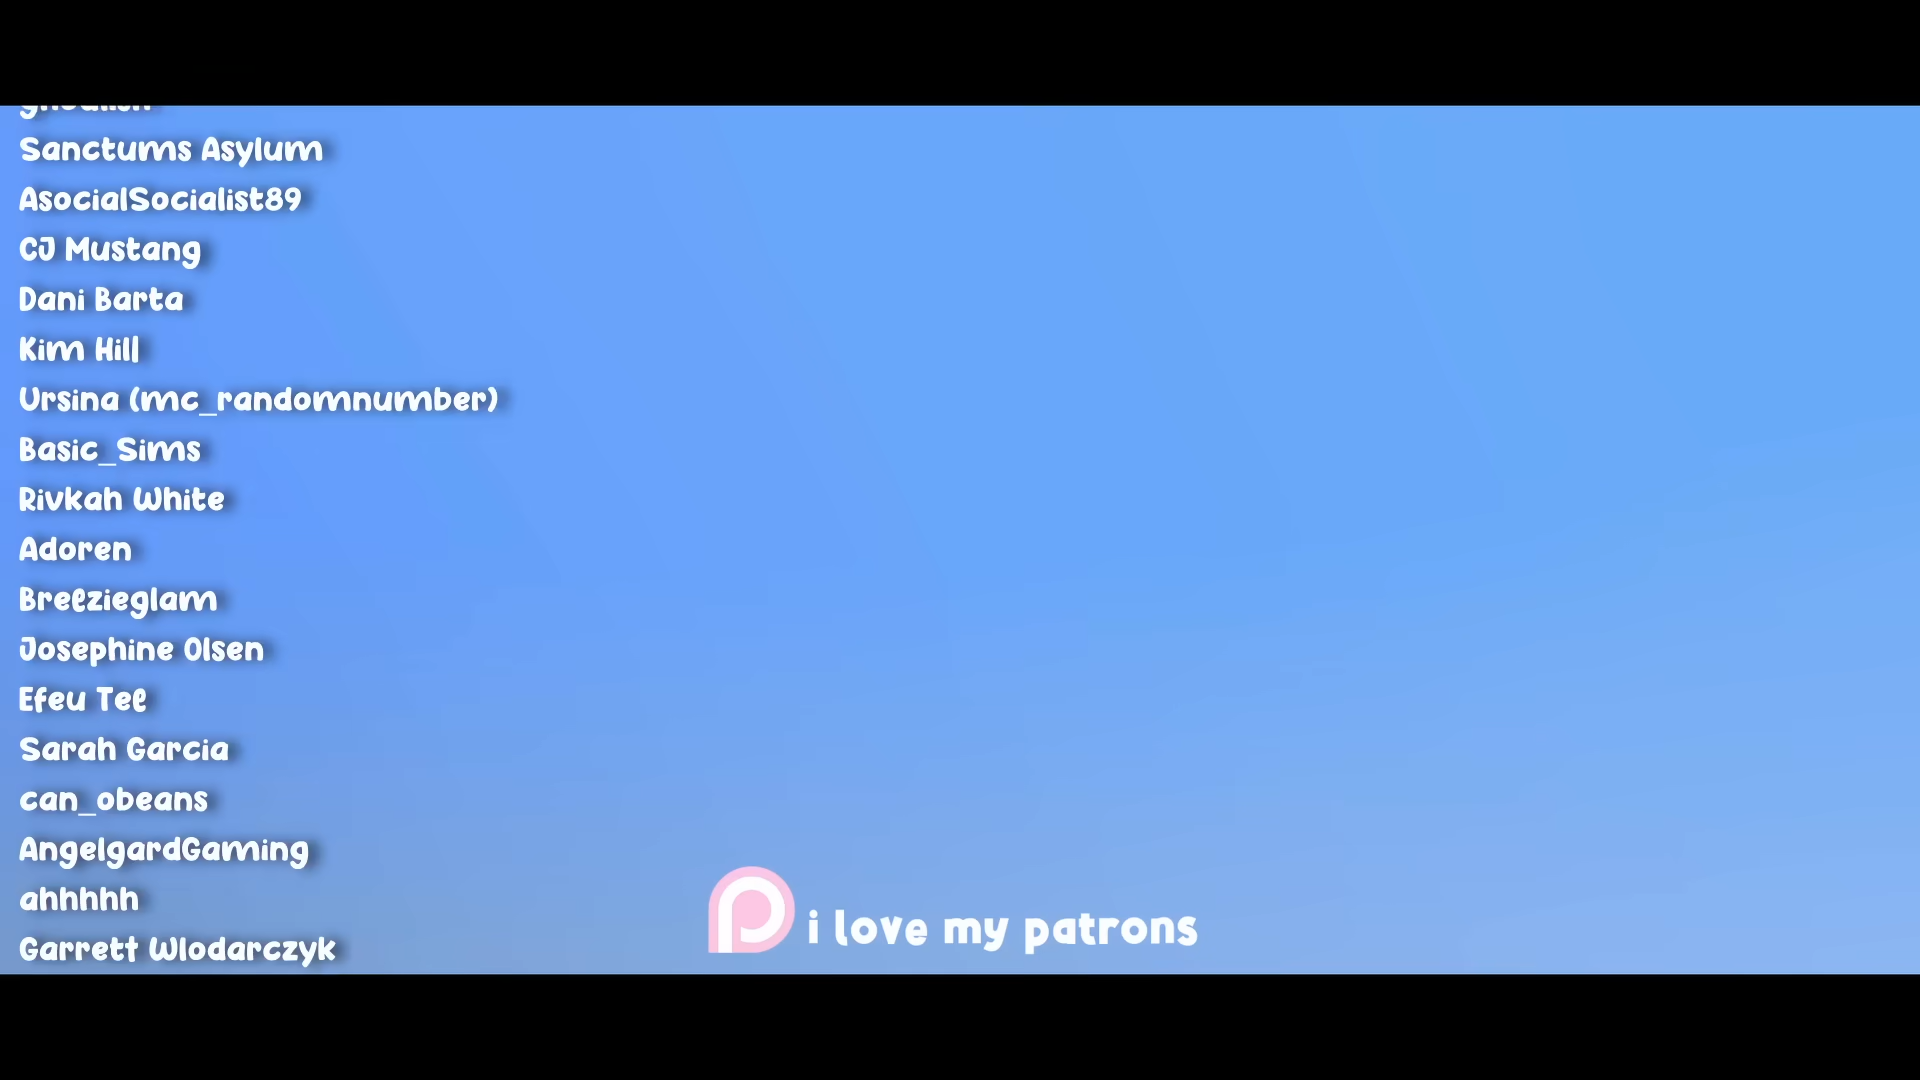 Sanctums Asylum
AsocialSocialist89
CJ Mustang
Dani Barta
Kim Hill
Ursina (mc_randomnumber)
Basic_Sims
Rivkah White
Adoren
Breezieglam
Josephine Olsen
Efeu Tee
Sarah Garcia
can_obeans
AngelgardGaming
ahhhhh
Garrett Wlodarczyk
i love my patrons